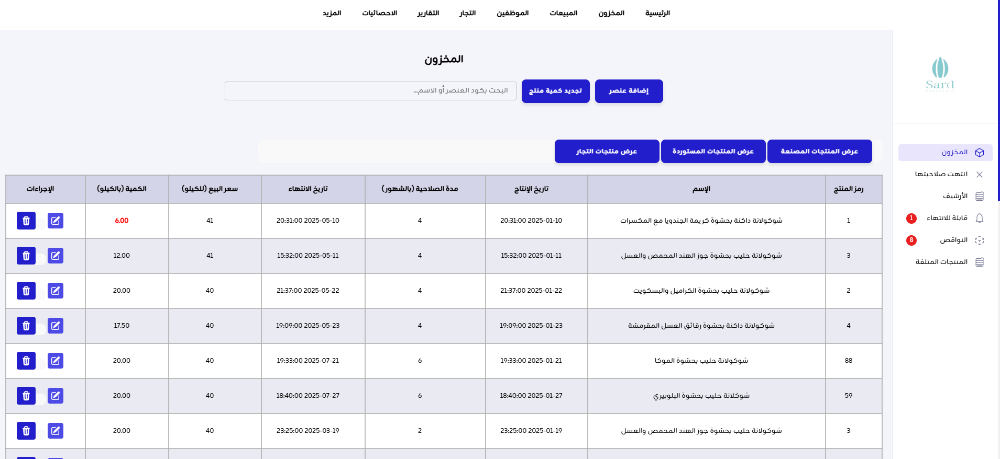 الرئيسية المخزون المبيعات الموظفين التجار التقارير الاحصائيات المزيد
Sard
المخزون
انتهت صلاحيتها
الأرشيف
قابلة للانتهاء 1
النواقص 8
المنتجات المتلفة
المخزون
إضافة عنصر تجديد كمية منتج البحث بكود العنصر أو الاسم...
عرض المنتجات المصنعة عرض المنتجات المستوردة عرض منتجات التجار
رمز المنتج الإسم تاريخ الإنتاج مدة الصلاحية (بالشهور) تاريخ الانتهاء سعر البيع (للكيلو) الكمية (بالكيلو) الإجراءات
1 شوكولاتة داكنة بحشوة كريمة الجندويا مع المكسرات 2025-01-10 20:31:00 4 2025-05-10 20:31:00 41 6.00
3 شوكولاتة حليب بحشوة جوز الهند المحمص والعسل 2025-01-11 15:32:00 4 2025-05-11 15:32:00 41 12.00
2 شوكولاتة حليب بحشوة الكراميل والبسكويت 2025-01-22 21:37:00 4 2025-05-22 21:37:00 40 20.00
4 شوكولاتة داكنة بحشوة رقائق العسل المقرمشة 2025-01-23 19:09:00 4 2025-05-23 19:09:00 40 17.50
88 شوكولاتة حليب بحشوة الموكا 2025-01-21 19:33:00 6 2025-07-21 19:33:00 40 20.00
59 شوكلاتة حليب بحشوة البلوبيري 2025-01-27 18:40:00 6 2025-07-27 18:40:00 40 20.00
3 شوكولاتة حليب بحشوة جوز الهند المحمص والعسل 2025-01-19 23:25:00 2 2025-03-19 23:25:00 40 20.00